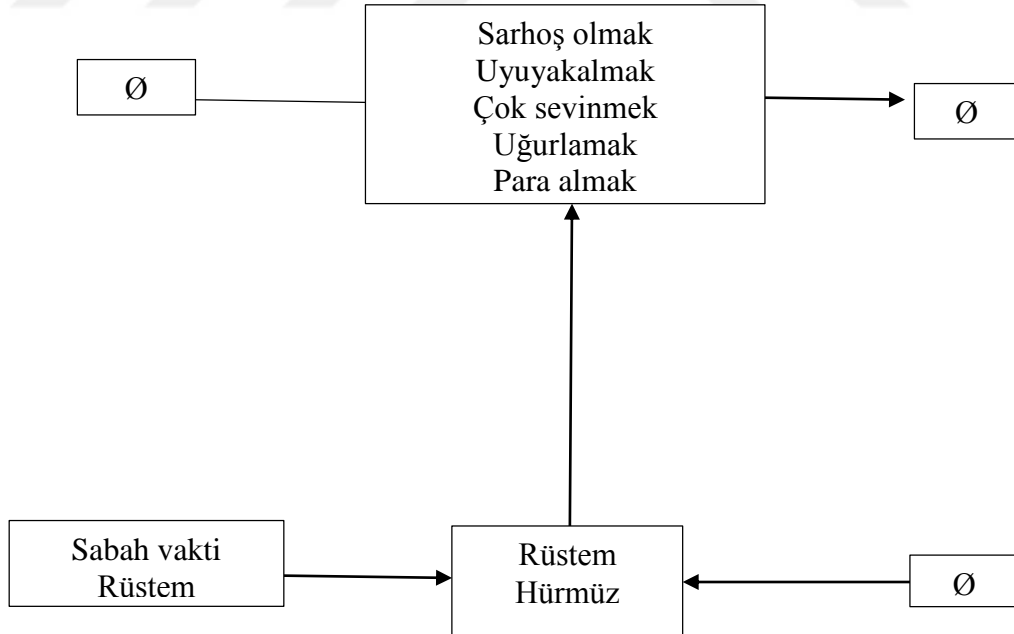 Ø
Sarhoş olmak
Uyuyakalmak
Çok sevinmek
Uğurlamak
Para almak
Ø
Sabah vakti
Rüstem
Rüstem
Hürmüz
Ø